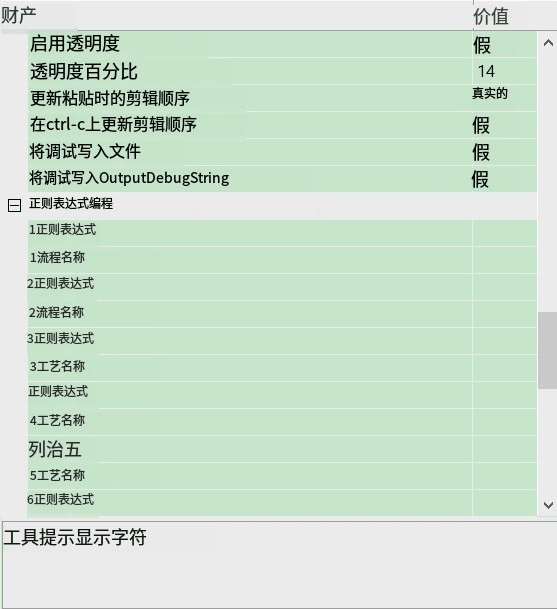 财产 价值
启用透明度 假
透明度百分比 14
更新粘贴时的剪辑顺序 真实的
在ctrl-c上更新剪辑顺序 假
将调试写入文件 假
将调试写入OutputDebugString 假
正则表达式编程
1正则表达式
1流程名称
2正则表达式
2流程名称
3正则表达式
3工艺名称
正则表达式
4工艺名称
列治五
5工艺名称
6正则表达式
工具提示显示字符